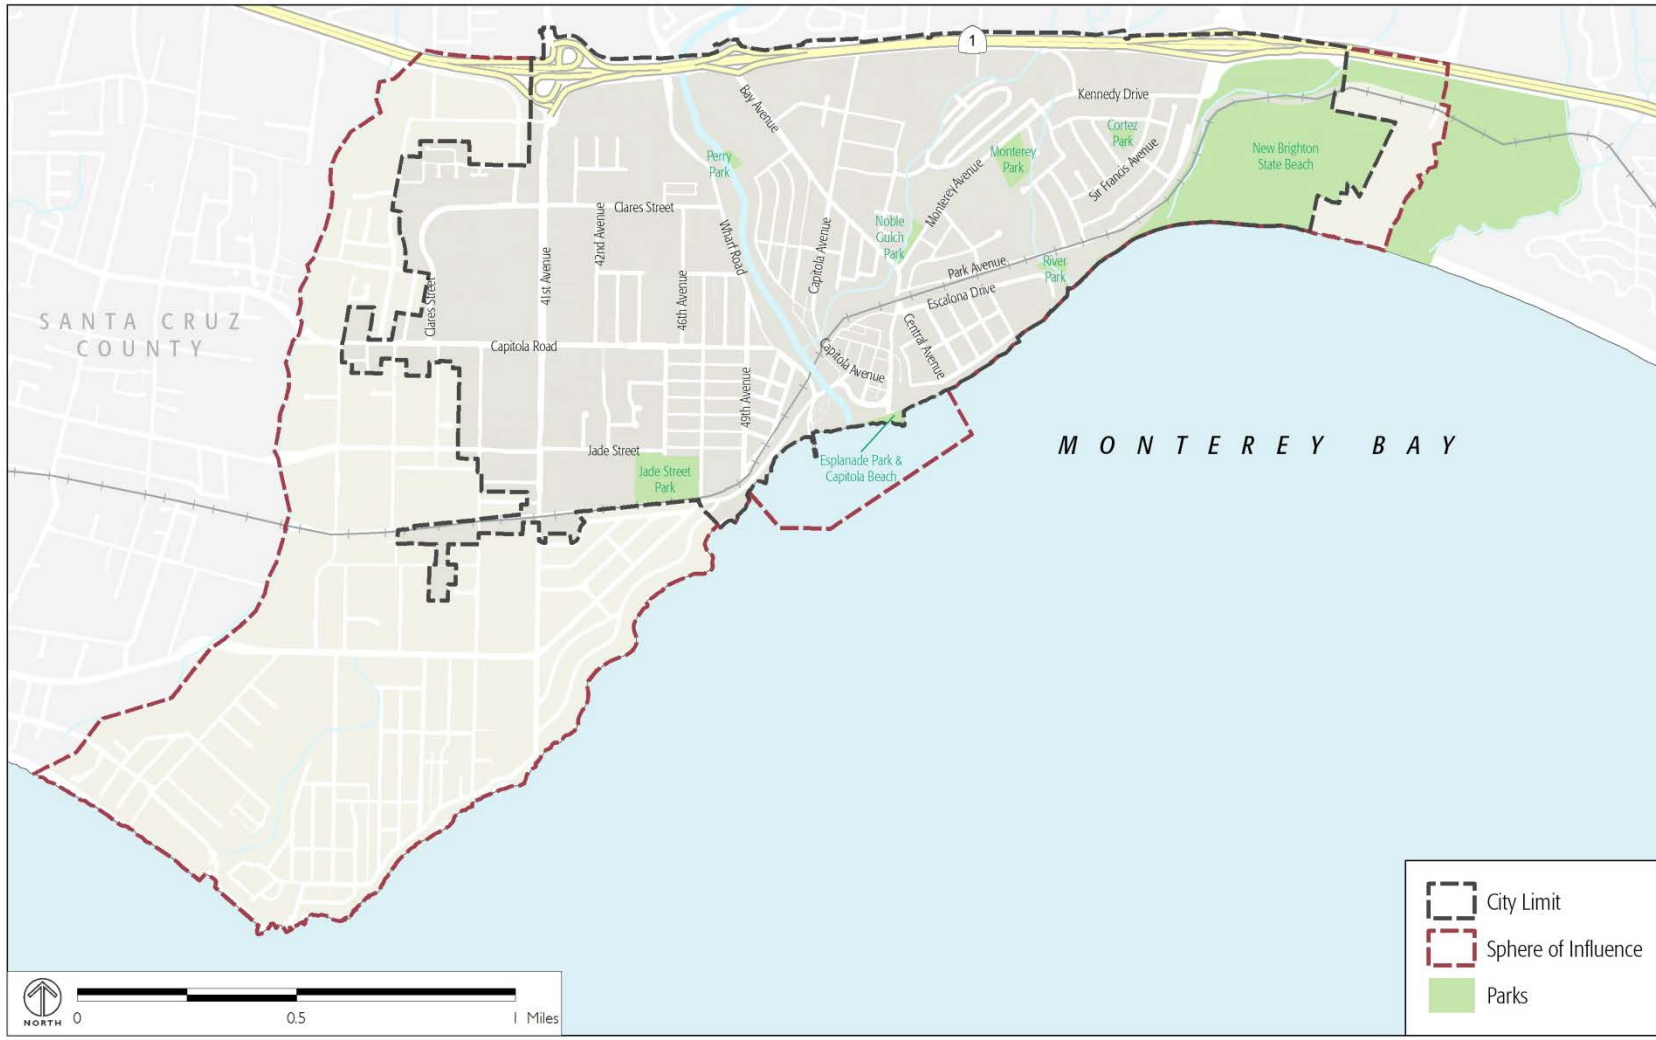 1
Kennedy Drive
Bay Avenue
Cortez
Park
Perry
Park
Monterey
Park
New Brighton
State Beach
Sir Francis Avenue
Monterey Avenue
Clares Street
42nd Avenue
Wharf Road
Capitola Avenue
Noble
Gulch
Park
41st Avenue
Park Avenue
River
Park
Escalona Drive
46th Avenue
Clares Street
SANTA CRUZ
COUNTY
Capitola Road
Central Avenue
Capitola Avenue
49th Avenue
MONTEREY BAY
Jade Street
Jade Street
Park
Esplanade Park &
Capitola Beach
City Limit
Sphere of Influence
Parks
NORTH
0
0.5
1 Miles